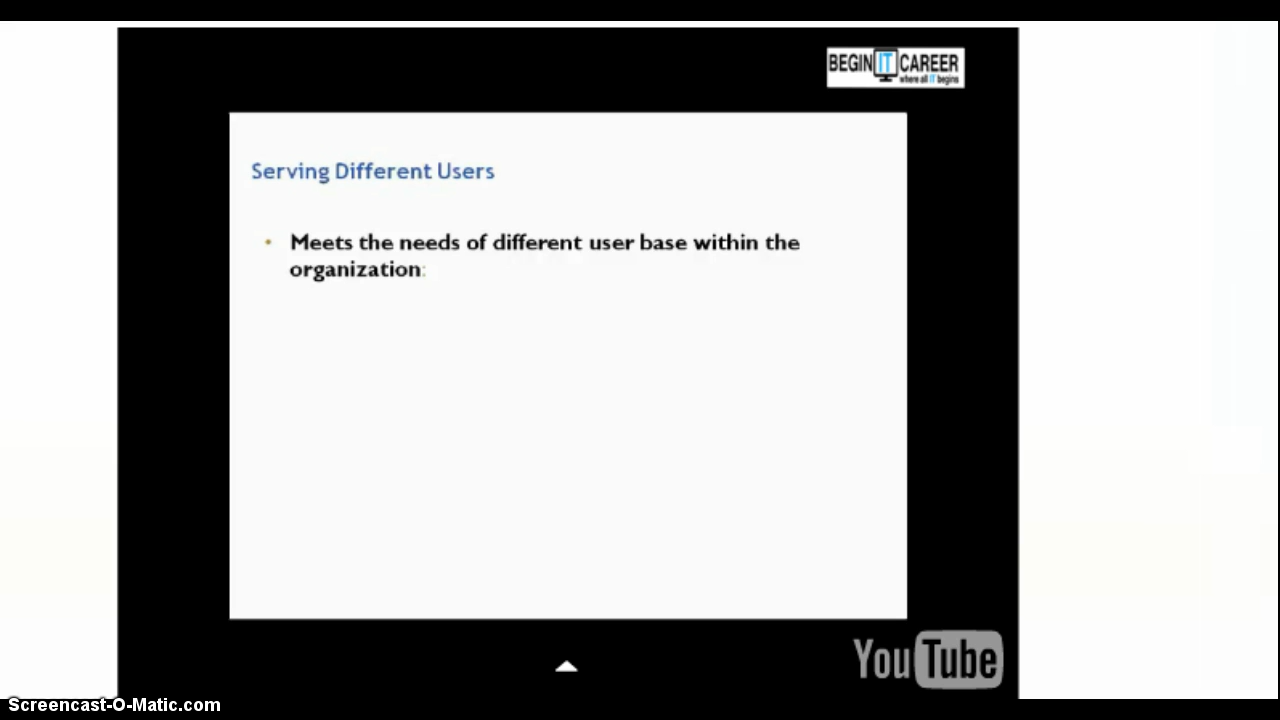 BEGIN IT CAREER
where all IT begins
Serving Different Users
• Meets the needs of different user base within the
organization:
YouTube
Screencast-O-Matic.com